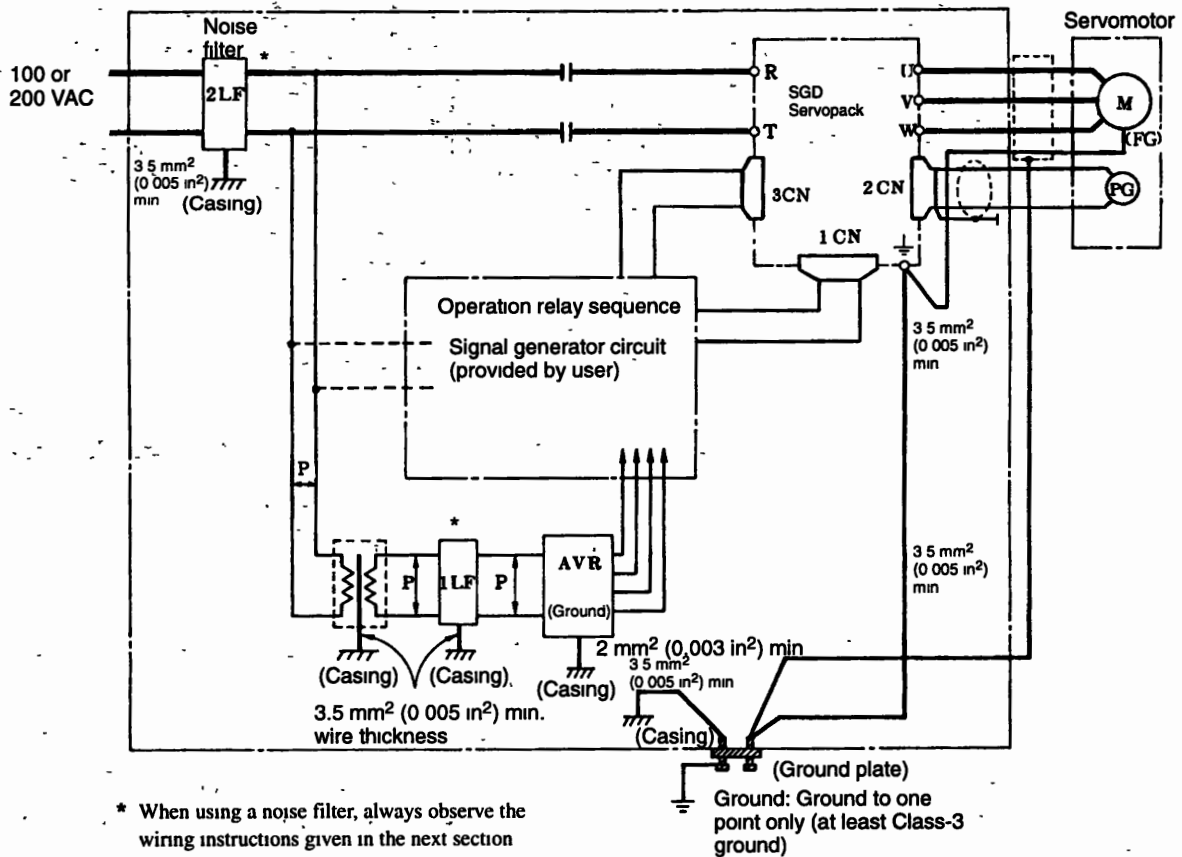 Noise
filter
*
Servomotor
100 or
200 VAC
2LF
R
T
SGD
Servopack
U
V
W
M
(FG)
3 5 mm²
(0 005 in²)
min
(Casing)
3CN
2 CN
PG
1 CN
Operation relay sequence
Signal generator circuit
(provided by user)
3 5 mm²
(0 005 in²)
min
P
*
P
1LF
P
AVR
(Ground)
3 5 mm²
(0 005 in²)
min
(Casing)
(Casing)
(Casing)
2 mm² (0,003 in²) min
3 5 mm²
(0 005 in²) min
3.5 mm² (0 005 in²) min.
wire thickness
(Casing)
(Ground plate)
Ground: Ground to one
point only (at least Class-3
ground)
* When using a noise filter, always observe the
wiring instructions given in the next section